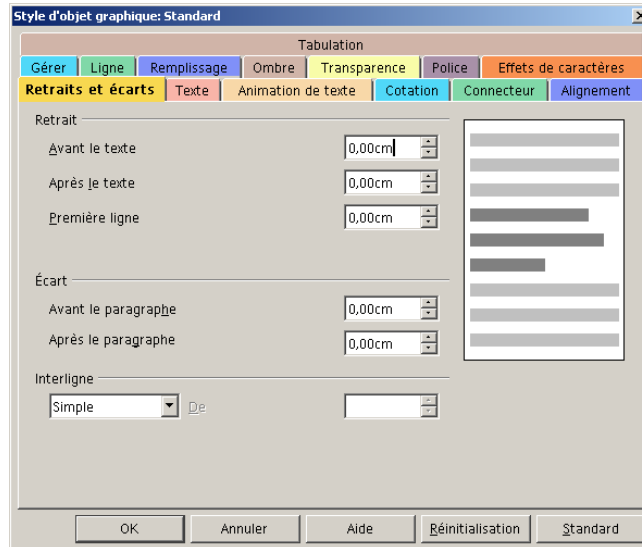 Style d'objet graphique: Standard
Tabulation
Gérer Ligne Remplissage Ombre Transparence Police Effets de caractères
Retraits et écarts Texte Animation de texte Cotation Connecteur Alignement
Retrait
Avant le texte 0,00cm
Après le texte 0,00cm
Première ligne 0,00cm
Écart
Avant le paragraphe 0,00cm
Après le paragraphe 0,00cm
Interligne
Simple De
OK Annuler Aide Réinitialisation Standard